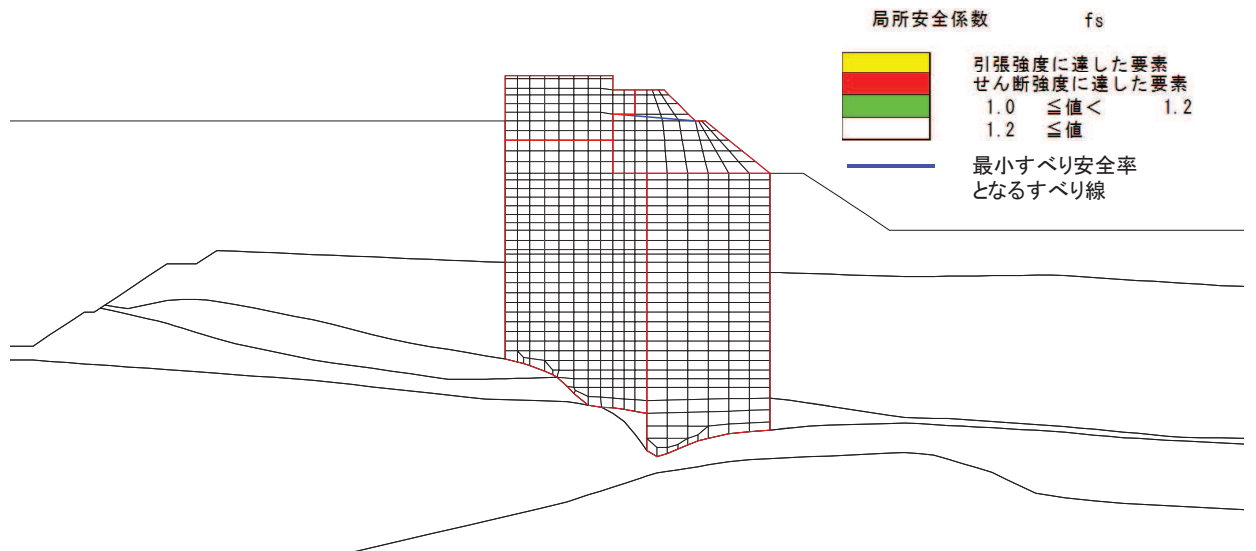 局所安全係数 fs
引張強度に達した要素
せん断強度に達した要素
1.0 ≦値< 1.2
1.2 ≦値
最小すべり安全率
となるすべり線